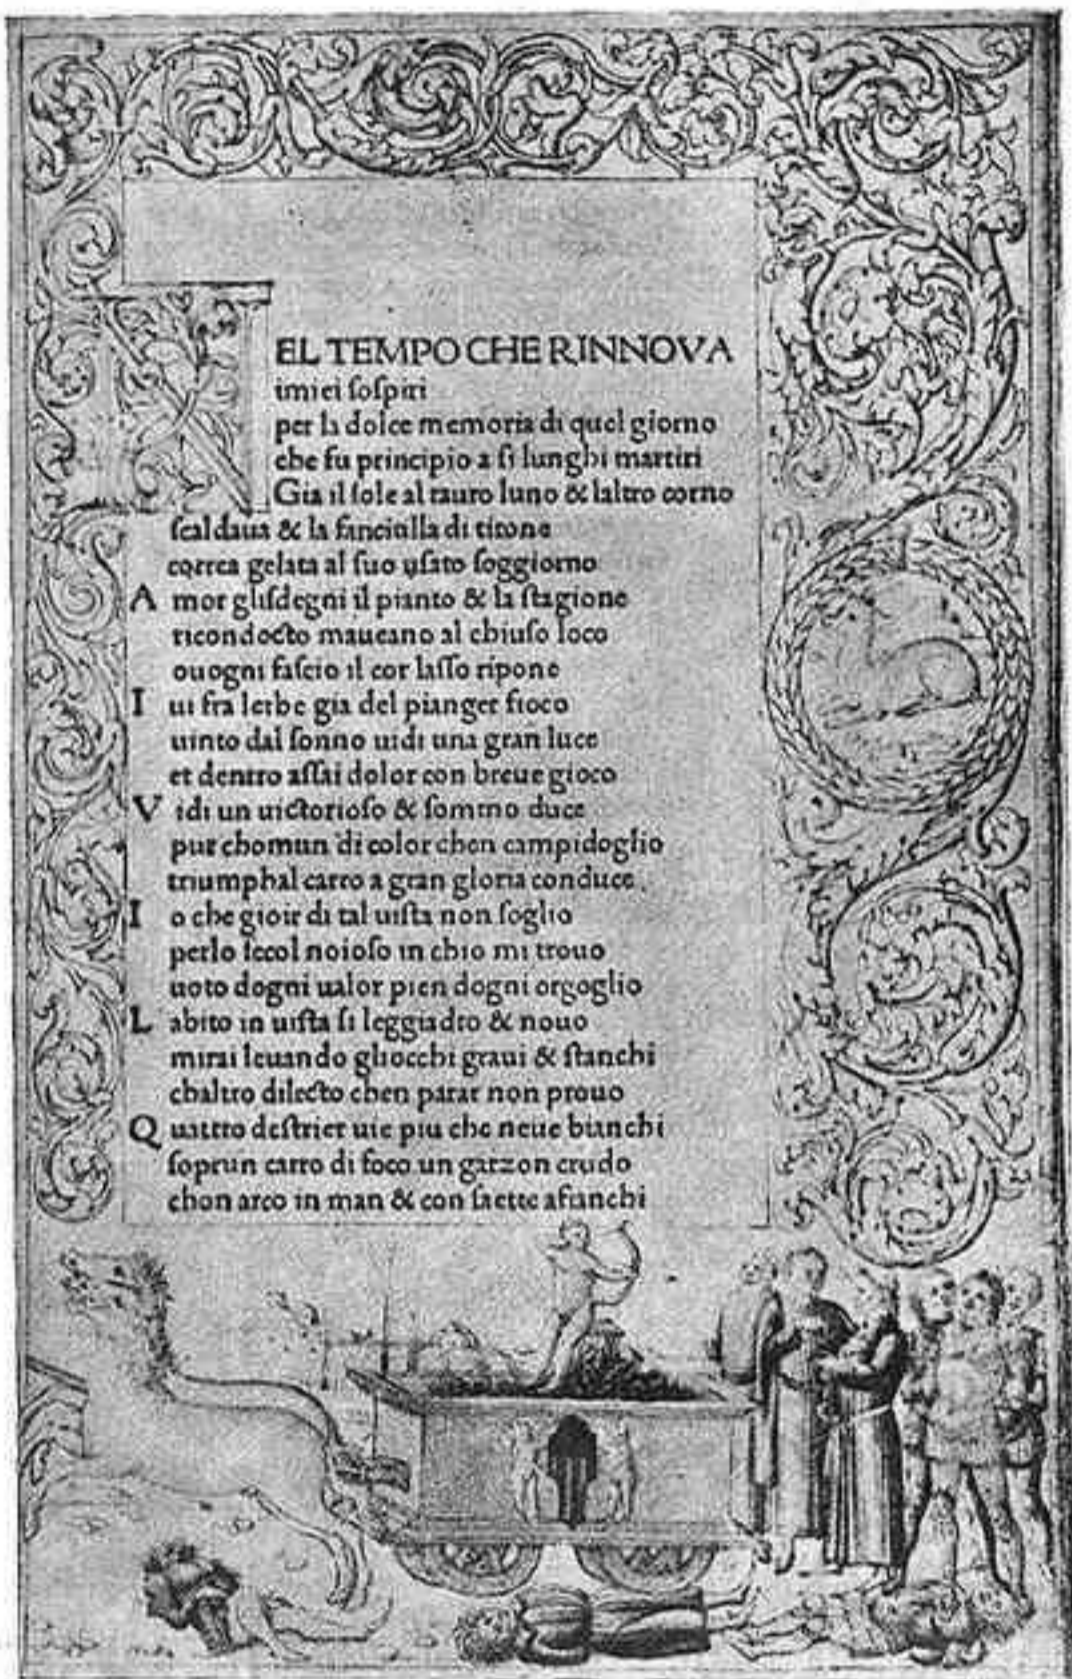 NEL TEMPO CHE RINNOVA
imiei ſoſpiri
per la dolce memoria di quel giorno
che fu principio a ſi lunghi martiri
Gia il ſole al tauro luno & laltro corno
ſcaldaua & la fanciulla di titone
correa gelata al ſuo uſato ſoggiorno
A mor gliſdegni il pianto & la ſtagione
ricondocto maueano al chiuſo loco
ouogni faſcio il cor laſſo ripone
I ui fra lerbe gia del pianger fioco
uinto dal ſonno uidi una gran luce
et dentro aſſai dolor con breue gioco
V idi un uictorioſo & ſommo duce
pur chomun di color chen campidoglio
triumphal carro a gran gloria conduce
I o che gioir di tal uiſta non ſoglio
perlo ſecol noioſo in chio mi trouo
uoto dogni ualor pien dogni orgoglio
L abito in uiſta ſi leggiadro & nouo
mirai leuando gliocchi graui & ſtanchi
chaltro dilecto chen parar non prouo
Q uattro deſtrier uie piu che neue bianchi
ſoprun carro di foco un garzon crudo
chon arco in man & con ſaette afianchi